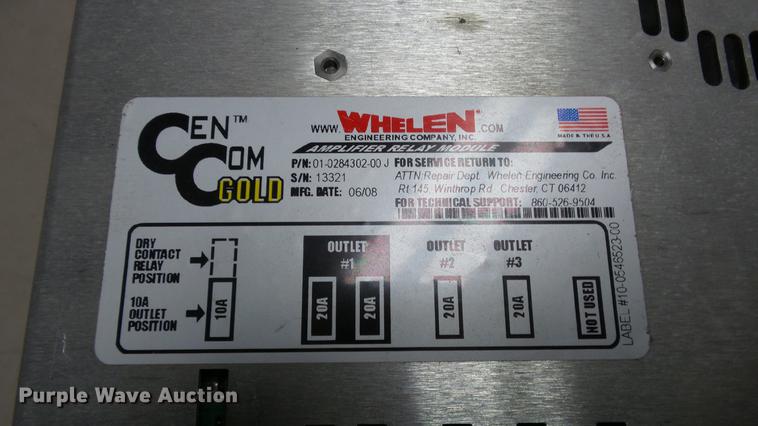 CEN™
COM
GOLD
WWW. WHELEN® .COM
ENGINEERING COMPANY, INC.
MADE IN THE U.S.A
AMPLIFIER RELAY MODULE
P/N: 01-0284302-00 J
S/N: 13321
MFG. DATE: 06/08
FOR SERVICE RETURN TO:
ATTN:Repair Dept. Whelen Engineering Co. Inc.
Rt 145, Winthrop Rd Chester, CT 06412
FOR TECHNICAL SUPPORT: 860-526-9504
DRY
CONTACT
RELAY
POSITION
10A
OUTLET
POSITION
10A
OUTLET
#1
20A
20A
OUTLET
#2
20A
OUTLET
#3
20A
NOT USED
LABEL #10-0546523-00
Purple Wave Auction